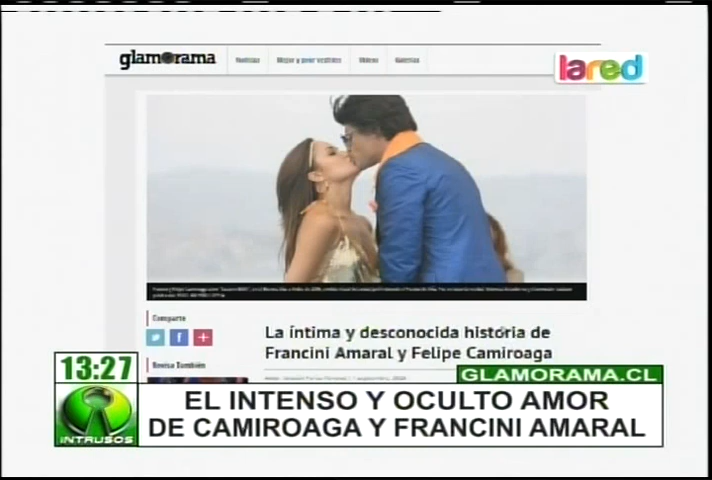 glamorama
Noticias Mejor y peor vestidos Videos Galerías
lared
Comparte
La íntima y desconocida historia de
Francini Amaral y Felipe Camiroaga
Revisa También
13:27
GLAMORAMA.CL
EL INTENSO Y OCULTO AMOR
DE CAMIROAGA Y FRANCINI AMARAL
INTRUSOS